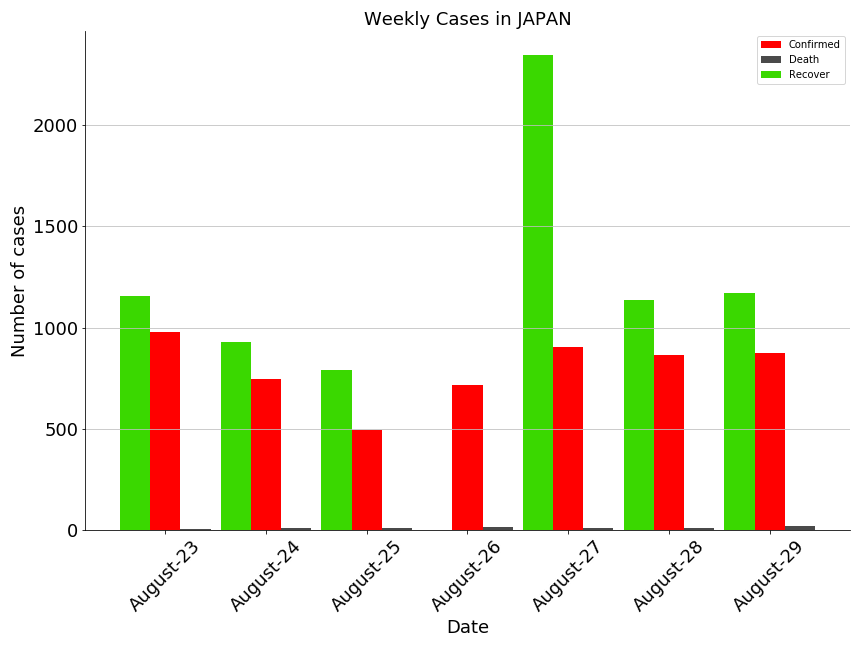 Weekly Cases in JAPAN
Confirmed
Death
Recover
Number of cases
2000
1500
1000
500
0
August-23
August-24
August-25
August-26
August-27
August-28
August-29
Date